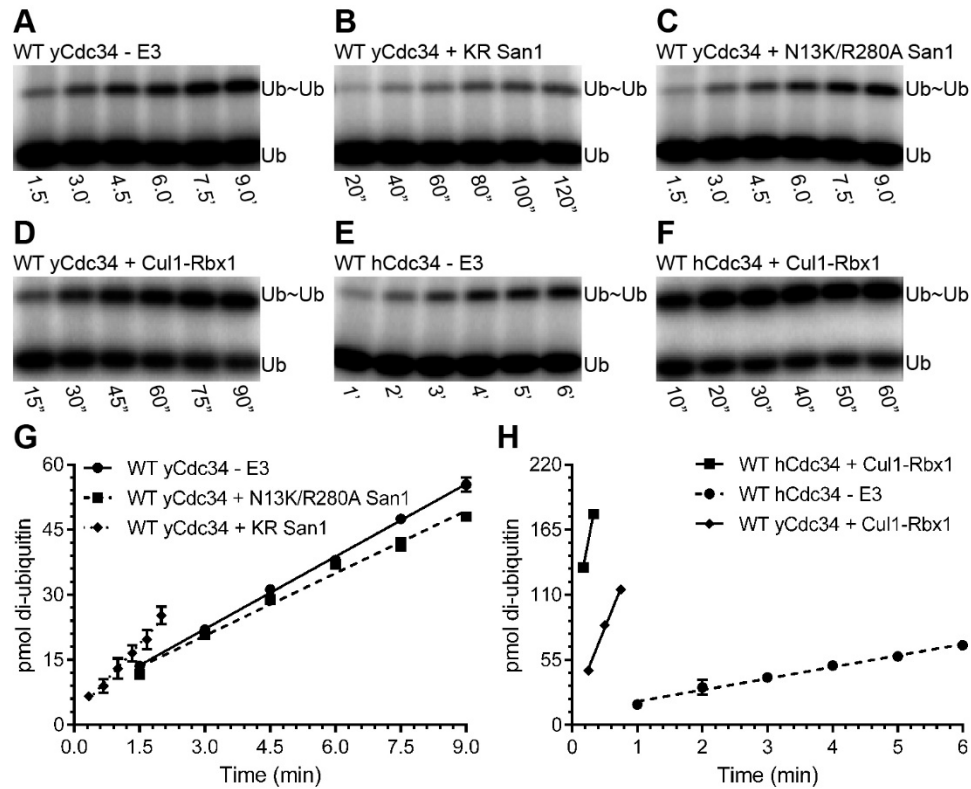 A
WT yCdc34 - E3
Ub~Ub
Ub
1.5' 3.0' 4.5' 6.0' 7.5' 9.0'
B
WT yCdc34 + KR San1
Ub~Ub
Ub
20" 40" 60" 80" 100" 120"
C
WT yCdc34 + N13K/R280A San1
Ub~Ub
Ub
1.5' 3.0' 4.5' 6.0' 7.5' 9.0'
D
WT yCdc34 + Cul1-Rbx1
Ub~Ub
Ub
15" 30" 45" 60" 75" 90"
E
WT hCdc34 - E3
Ub~Ub
Ub
1' 2' 3' 4' 5' 6'
F
WT hCdc34 + Cul1-Rbx1
Ub~Ub
Ub
10" 20" 30" 40" 50" 60"
G
WT yCdc34 - E3
WT yCdc34 + N13K/R280A San1
WT yCdc34 + KR San1
pmol di-ubiquitin
60
45
30
15
0
0.0 1.5 3.0 4.5 6.0 7.5 9.0
Time (min)
H
WT hCdc34 + Cul1-Rbx1
WT hCdc34 - E3
WT yCdc34 + Cul1-Rbx1
pmol di-ubiquitin
220
165
110
55
0
0 1 2 3 4 5 6
Time (min)